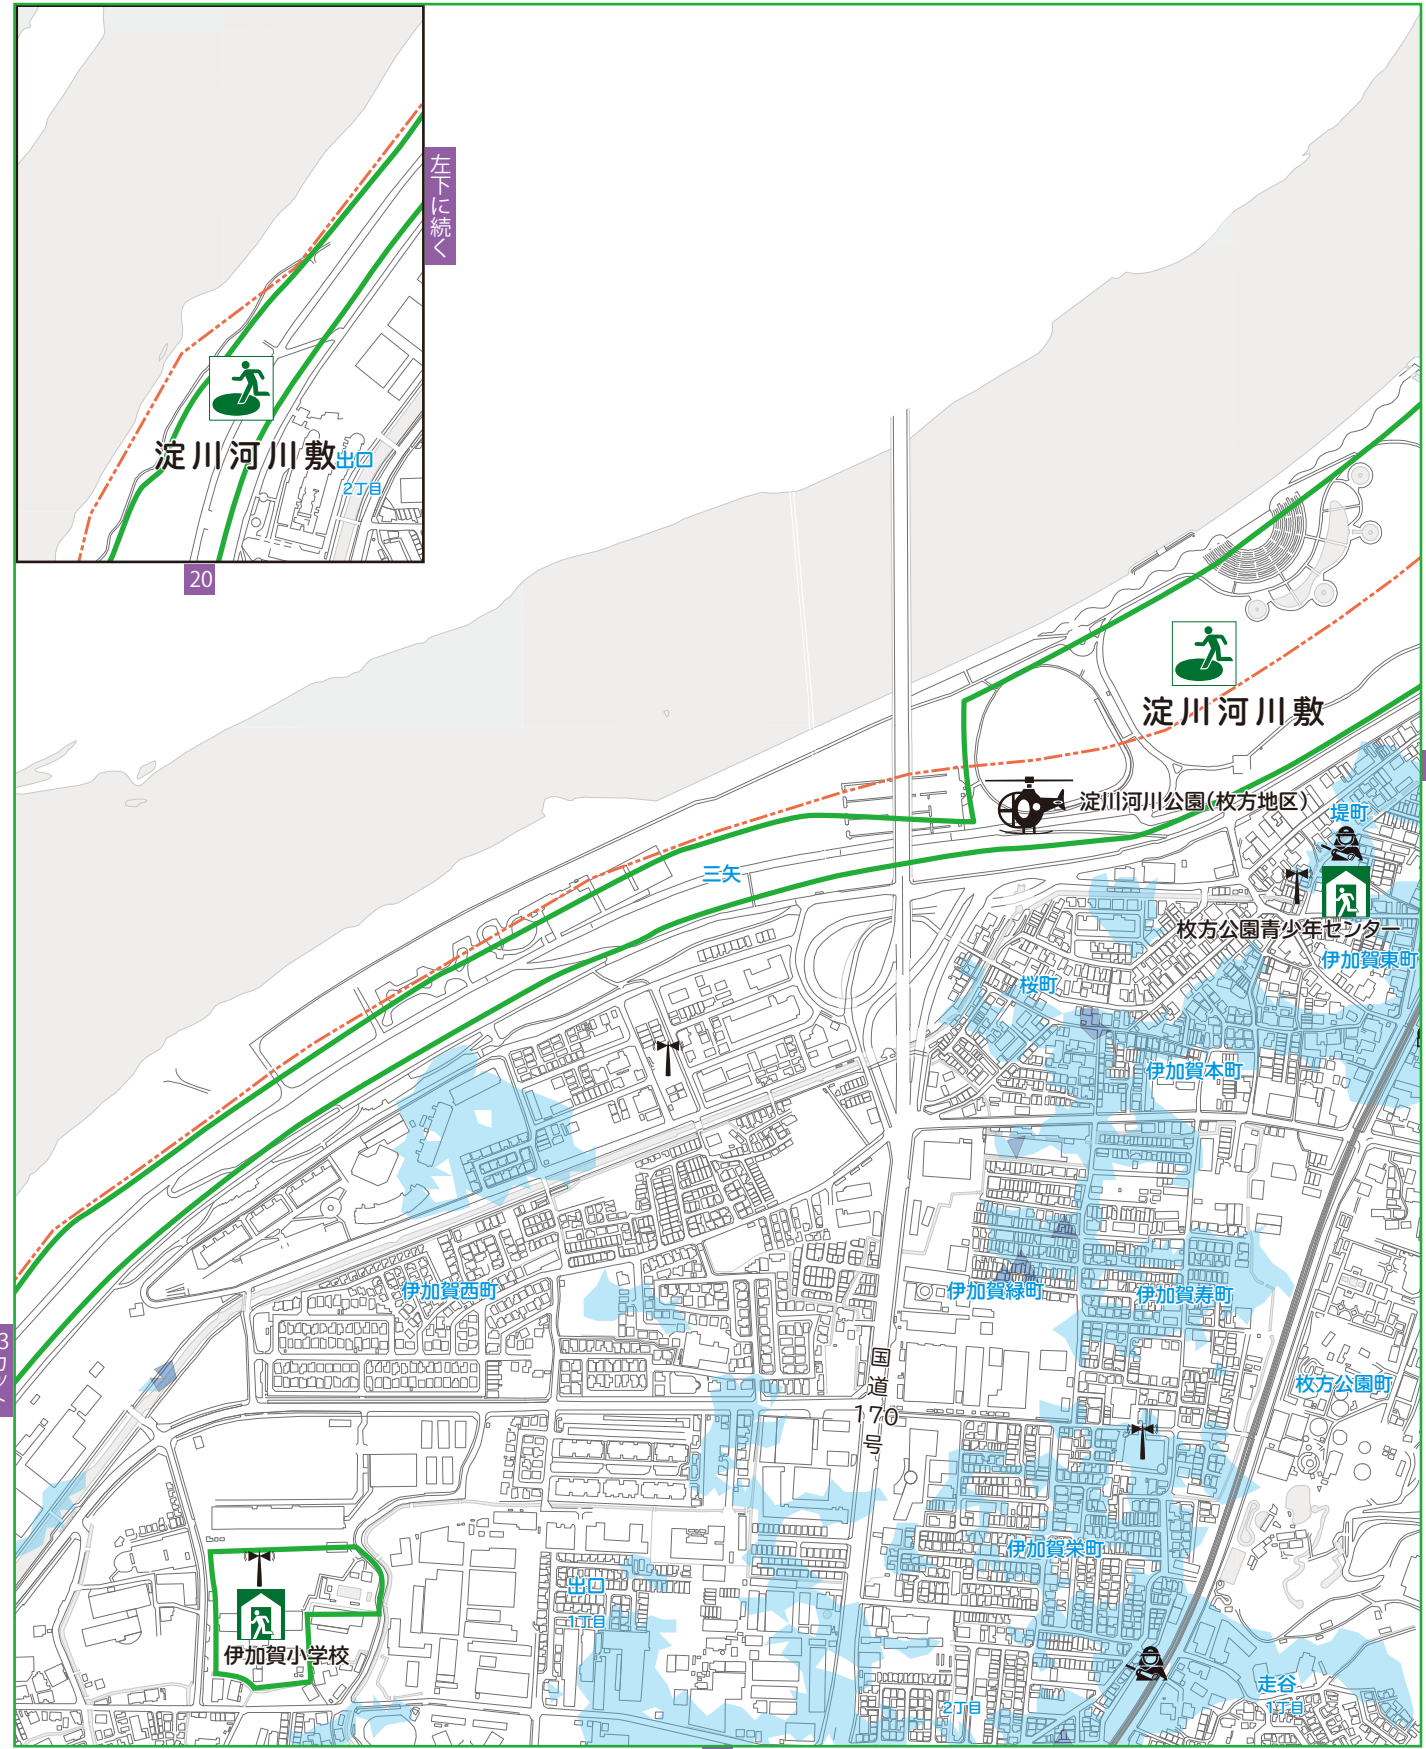 左下に続く
淀川河川敷
出口
2丁目
20
淀川河川敷
淀川河川公園(枚方地区)
堤町
三矢
枚方公園青少年センター
伊加賀東町
桜町
伊加賀本町
伊加賀西町
伊加賀緑町
伊加賀寿町
国道170号
枚方公園町
伊加賀栄町
出口
1丁目
伊加賀小学校
走谷
1丁目
2丁目